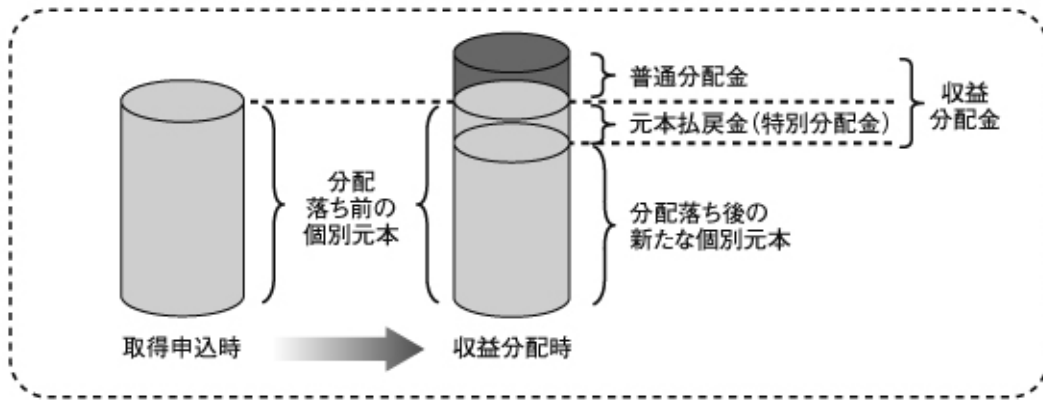 普通分配金
元本払戻金(特別分配金)
収益
分配金
分配
落ち前の
個別元本
分配落ち後の
新たな個別元本
取得申込時
収益分配時